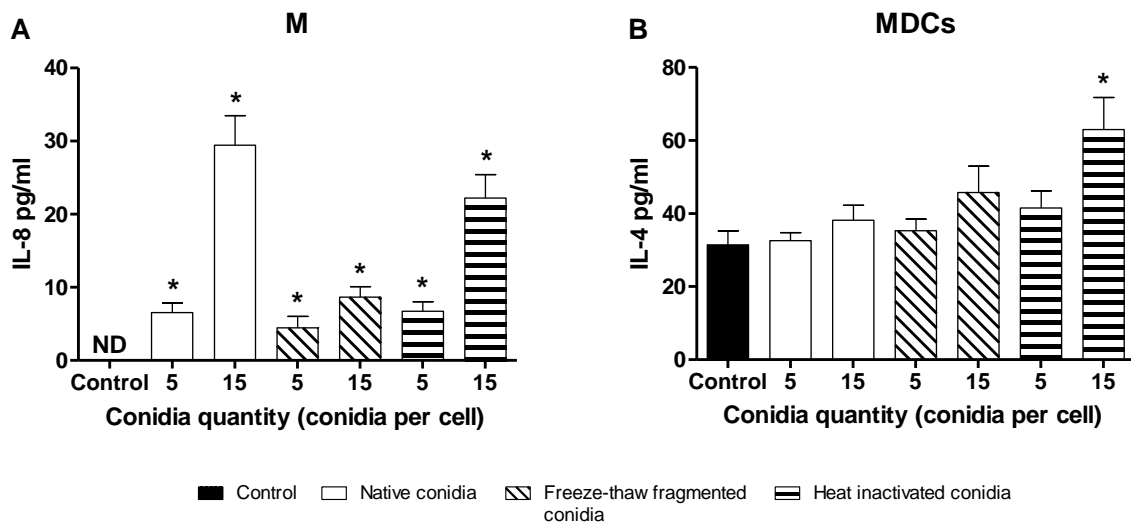 A
M
IL-8 pg/ml
40
30
20
10
0
ND
*
*
*
*
*
*
Control 5 15 5 15 5 15
Conidia quantity (conidia per cell)
B
MDCs
IL-4 pg/ml
80
60
40
20
0
*
Control 5 15 5 15 5 15
Conidia quantity (conidia per cell)
Control
Native conidia
Freeze-thaw fragmented
conidia
Heat inactivated conidia